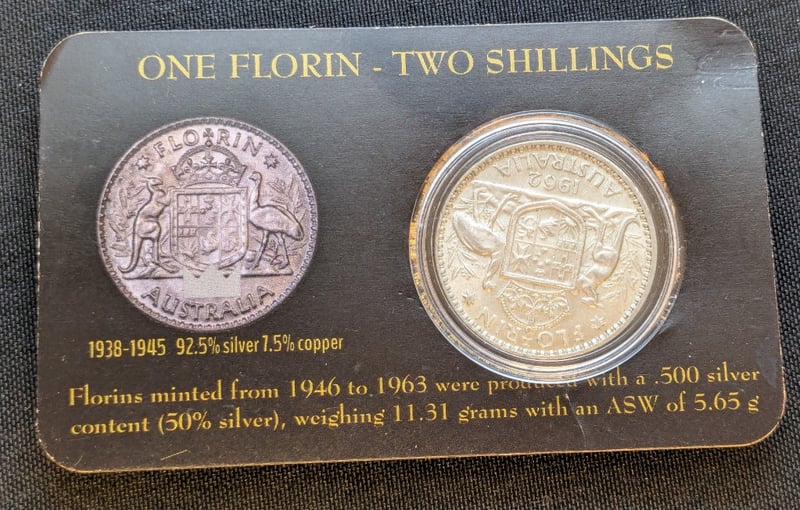 ONE FLORIN - TWO SHILLINGS
FLORIN
AUSTRALIA
1938-1945 92.5% silver 7.5% copper
AUSTRALIA
1962
FLORIN
Florins minted from 1946 to 1963 were produced with a .500 silver
content (50% silver), weighing 11.31 grams with an ASW of 5.65 g